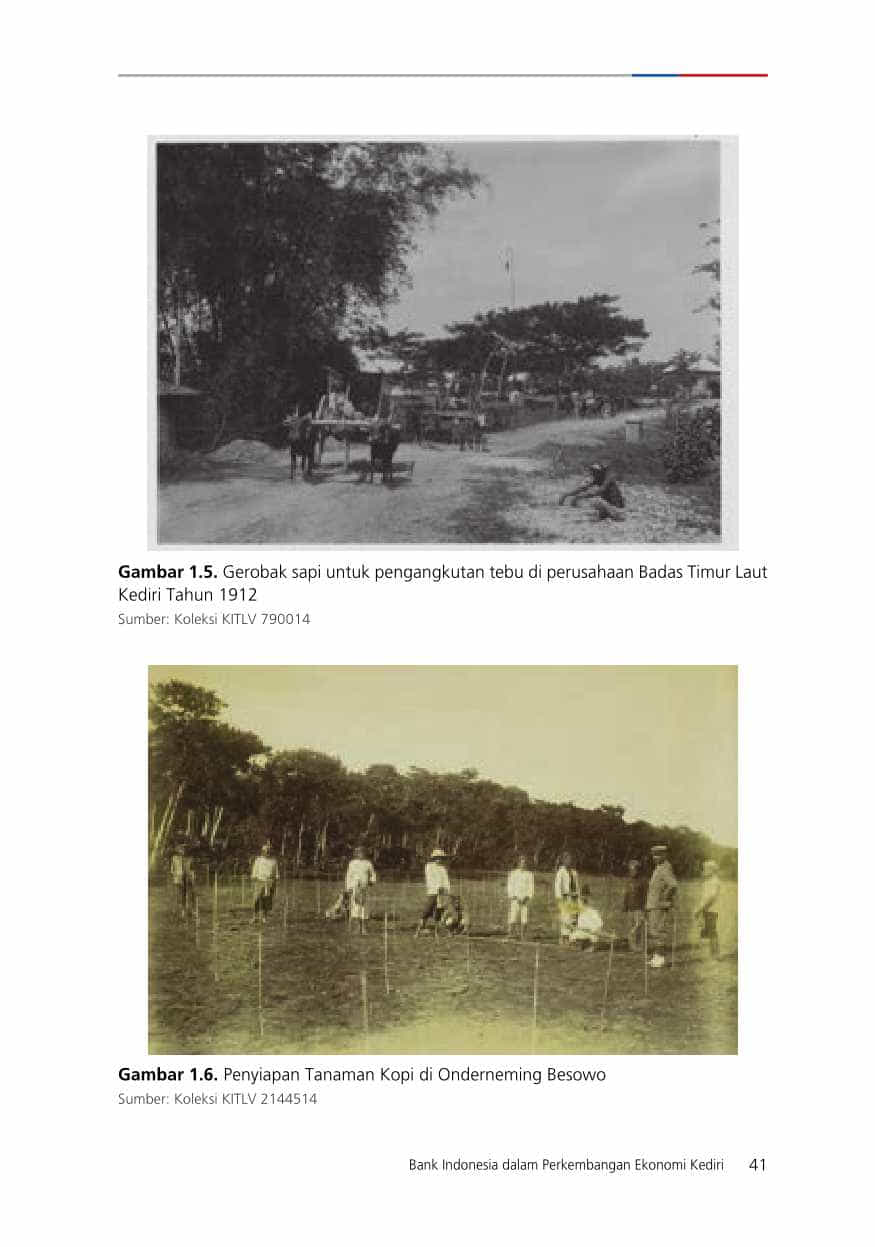 Gambar 1.5. Gerobak sapi untuk pengangkutan tebu di perusahaan Badas Timur Laut
Kediri Tahun 1912
Sumber: Koleksi KITLV 790014
Gambar 1.6. Penyiapan Tanaman Kopi di Onderneming Besowo
Sumber: Koleksi KITLV 2144514
Bank Indonesia dalam Perkembangan Ekonomi Kediri 41